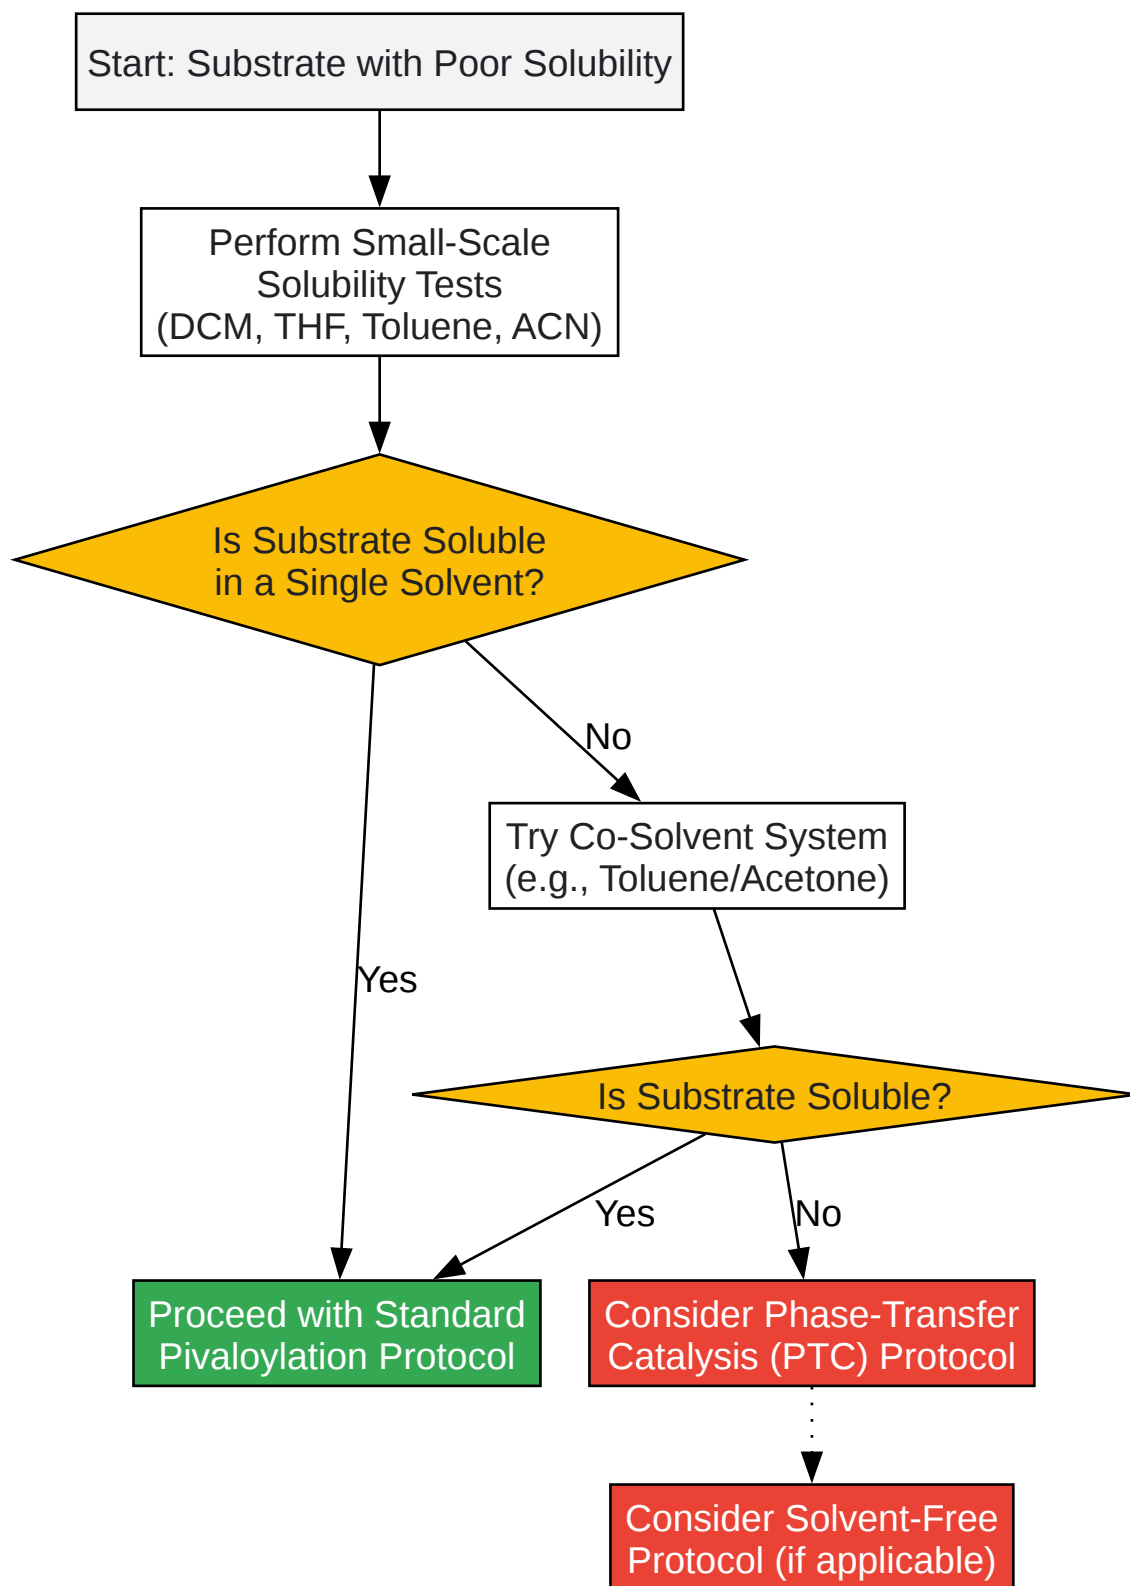 Start: Substrate with Poor Solubility
Perform Small-Scale
Solubility Tests
(DCM, THF, Toluene, ACN)
Is Substrate Soluble
in a Single Solvent?
No
Try Co-Solvent System
(e.g., Toluene/Acetone)
Yes
Is Substrate Soluble?
Yes
No
Proceed with Standard
Pivaloylation Protocol
Consider Phase-Transfer
Catalysis (PTC) Protocol
Consider Solvent-Free
Protocol (if applicable)